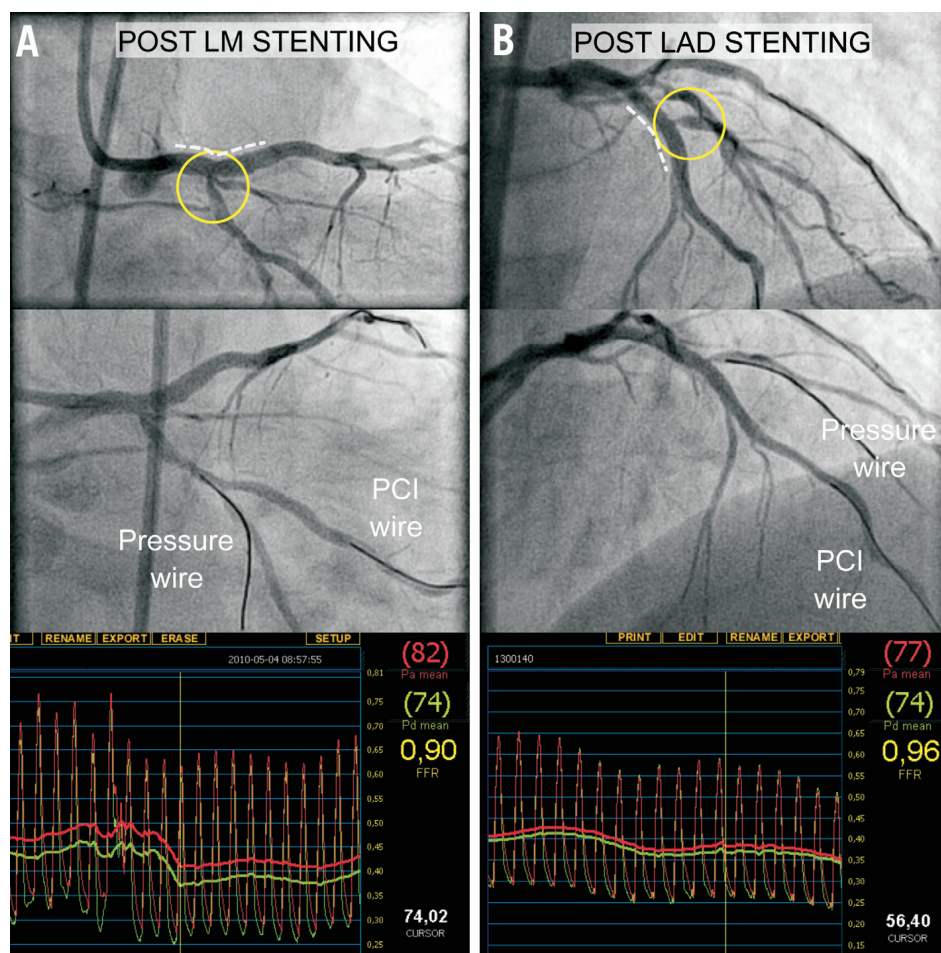 A
POST LM STENTING
B
POST LAD STENTING
Pressure
wire
PCI
wire
Pressure
wire
PCI
wire
RENAME EXPORT ERASE SETUP
2010-05-04 08:57:55
0,81
0,75
0,70
0,65
0,60
0,55
0,50
0,45
0,40
0,35
0,30
0,25
(82)
Pa mean
(74)
Pd mean
0,90
FFR
74,02
CURSOR
PRINT EDIT RENAME EXPORT
1300140
0,79
0,75
0,70
0,65
0,60
0,55
0,50
0,45
0,40
0,35
0,30
0,25
0,20
0,15
(77)
Pa mean
(74)
Pd mean
0,96
FFR
56,40
CURSOR